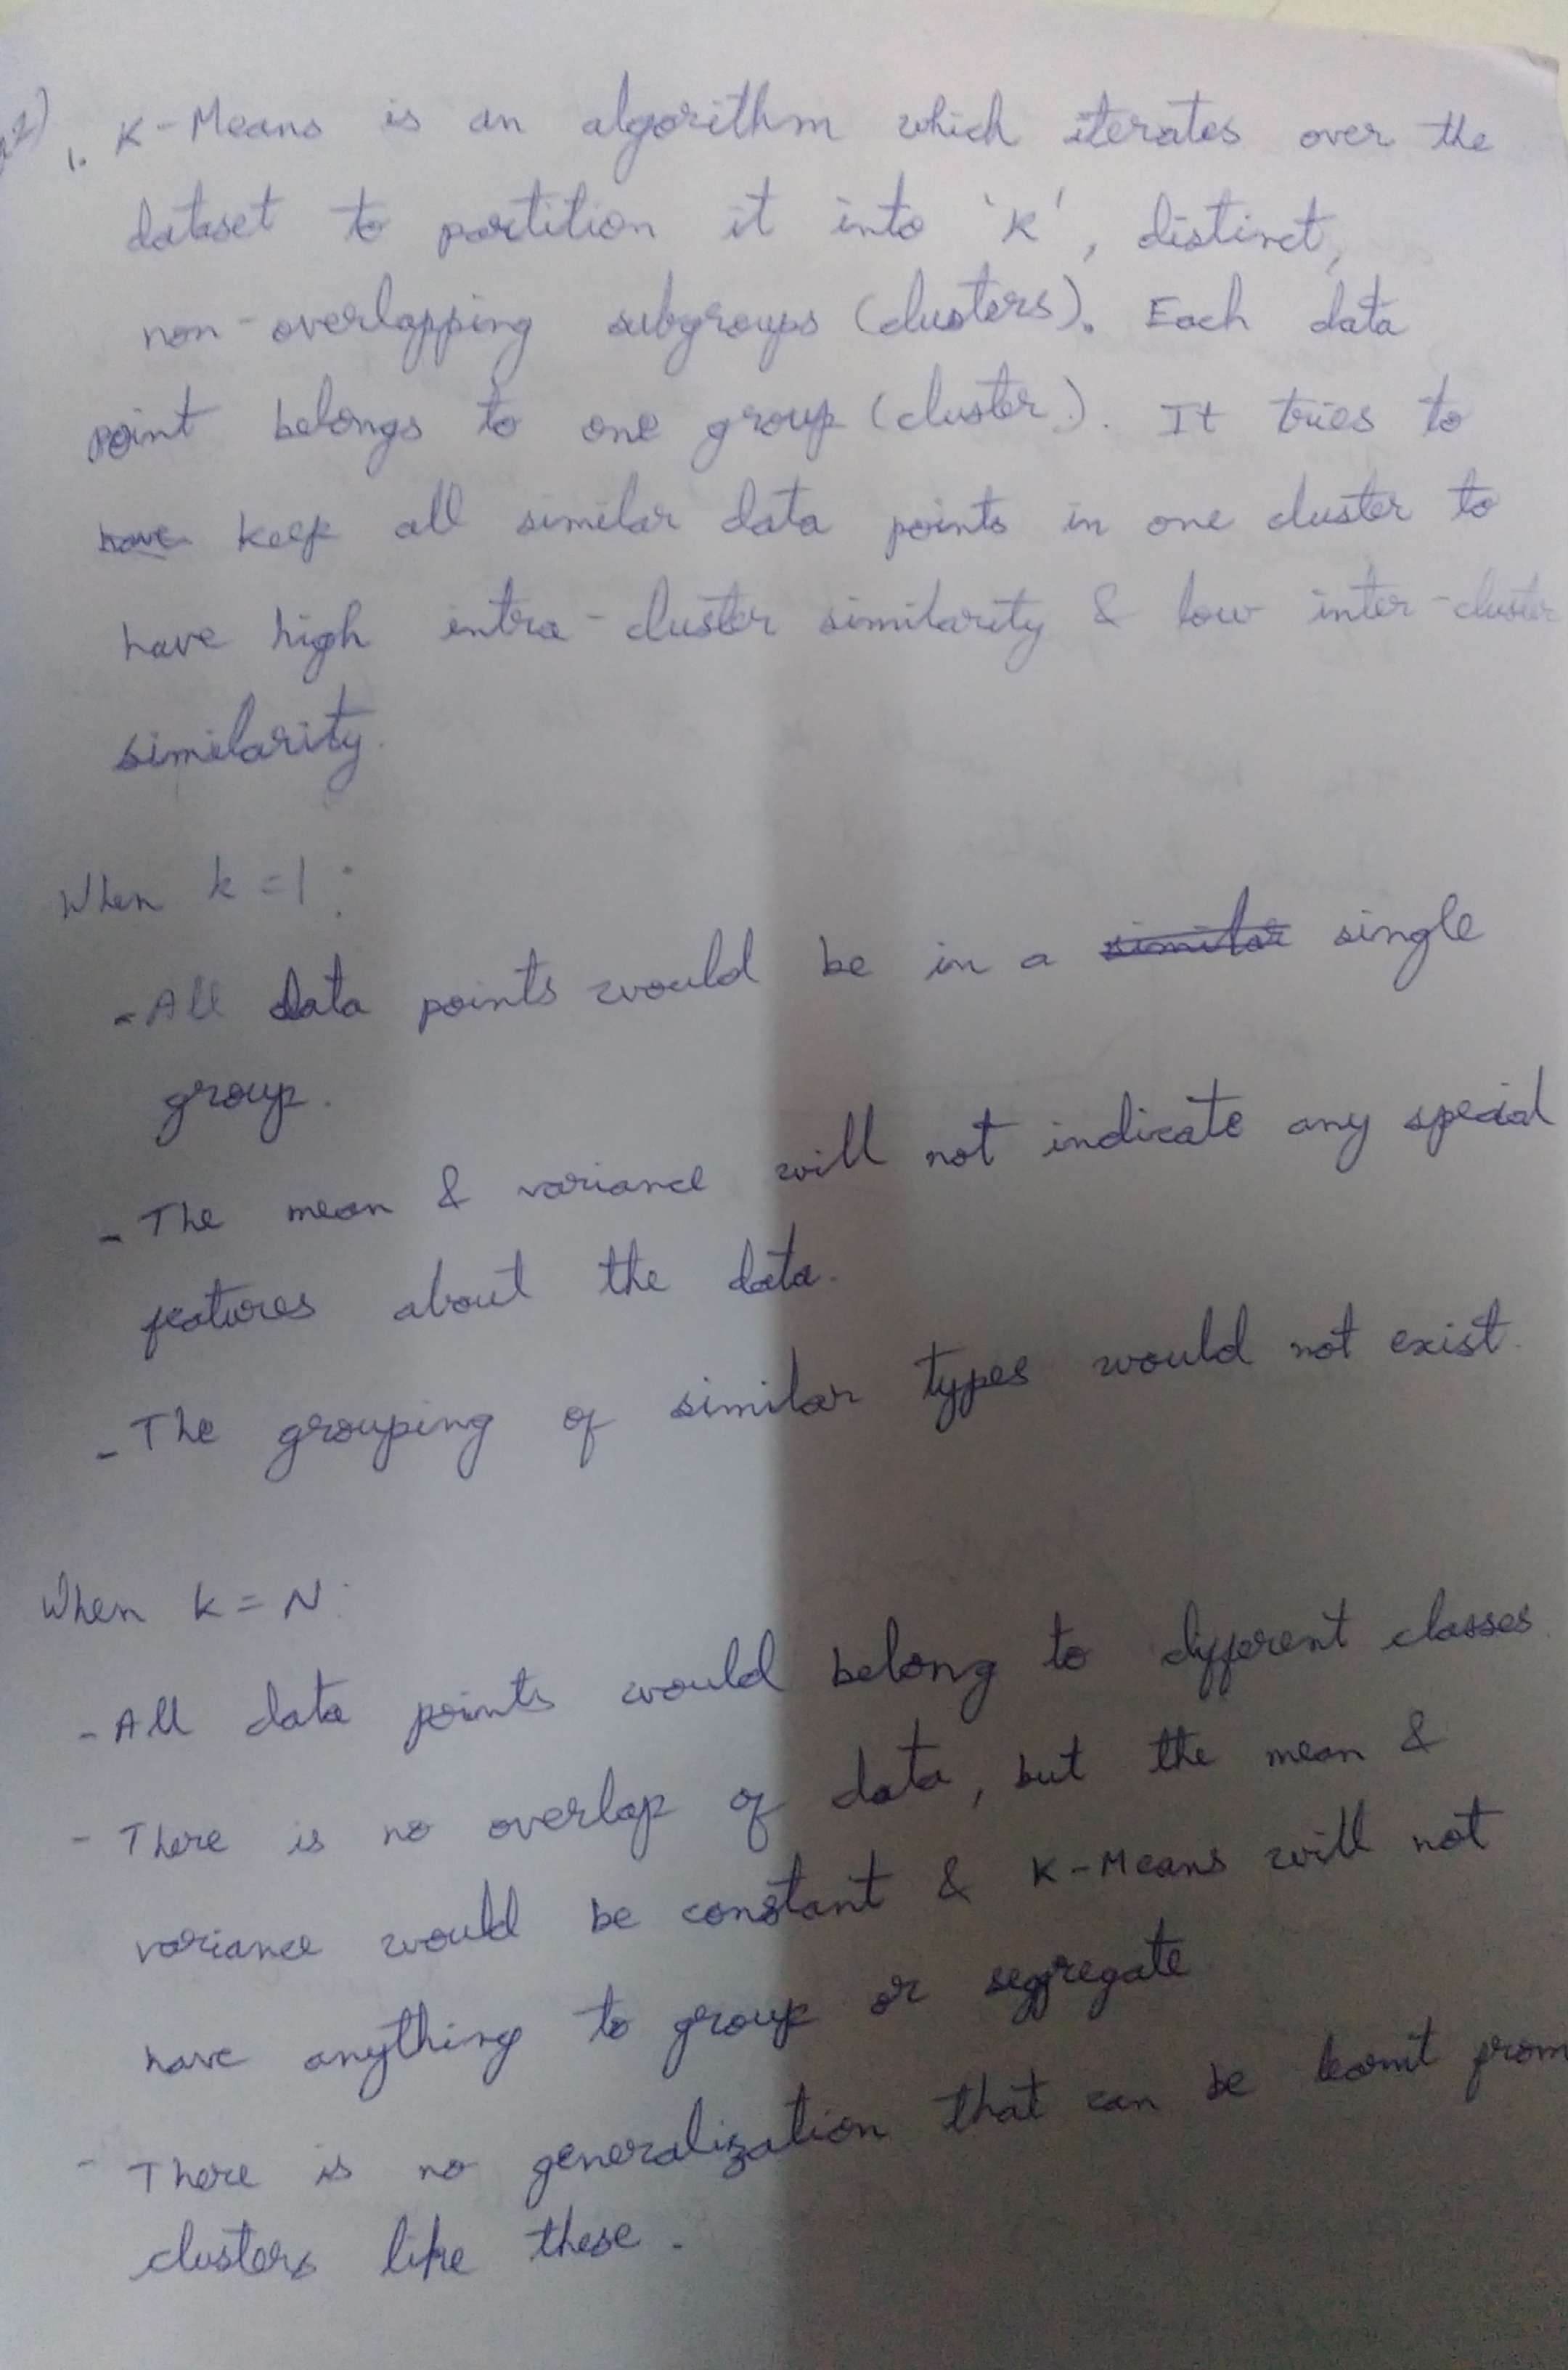 2)
1. K-Means is an algorithm which iterates over the
dataset to partition it into 'K', distinct,
non-overlapping subgroups (clusters). Each data
point belongs to one group (cluster). It tries to
have keep all similar data points in one cluster to
have high intra-cluster similarity & low inter-cluster
similarity.
When k=1:
- All data points would be in a similar single
group.
- The mean & variance will not indicate any special
features about the data.
- The grouping of similar types would not exist.
When k = N:
- All data points would belong to different classes.
- There is no overlap of data, but the mean &
variance would be constant & K-Means will not
have anything to group or seggregate
- There is no generalization that can be learnt from
clusters like these.